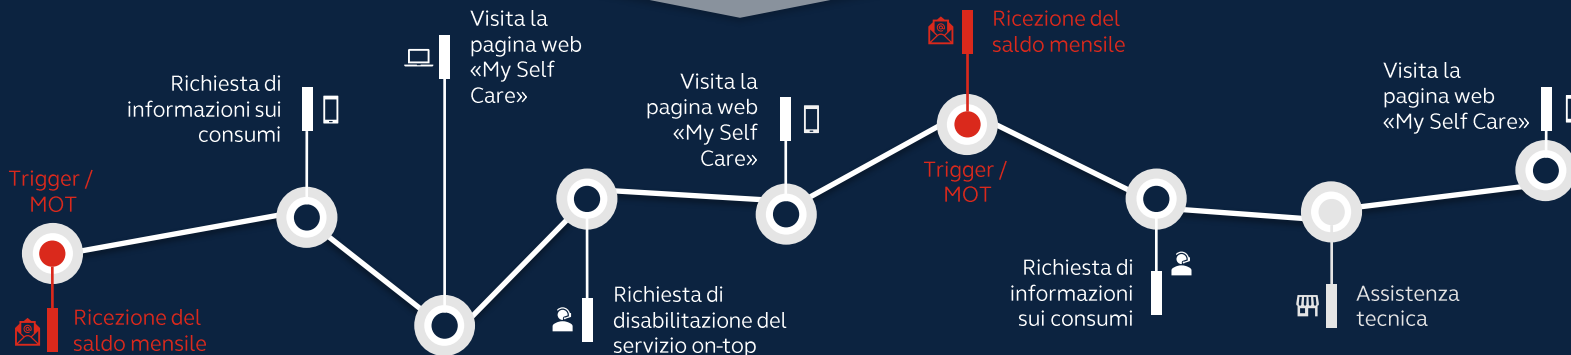 Trigger /
MOT
Ricezione del
saldo mensile
Richiesta di
informazioni sui
consumi
Visita la
pagina web
«My Self
Care»
Richiesta di
disabilitazione del
servizio on-top
Visita la
pagina web
«My Self
Care»
Ricezione del
saldo mensile
Trigger /
MOT
Richiesta di
informazioni
sui consumi
Assistenza
tecnica
Visita la
pagina web
«My Self Care»